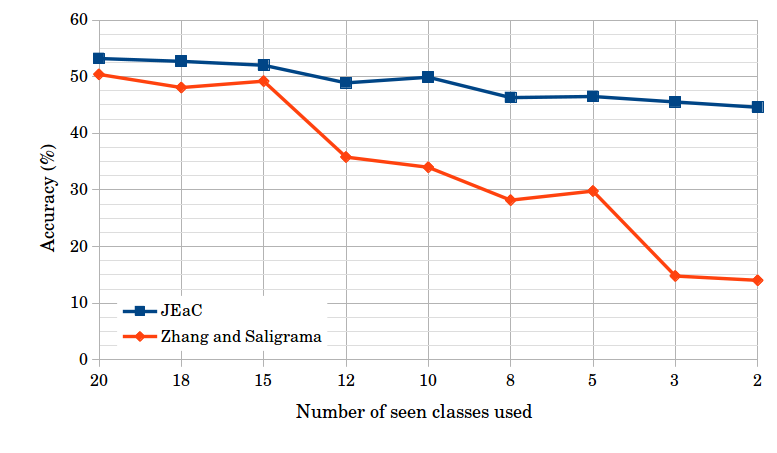 60
50
40
30
20
10
0
Accuracy (%)
JEaC
Zhang and Saligrama
20 18 15 12 10 8 5 3 2
Number of seen classes used